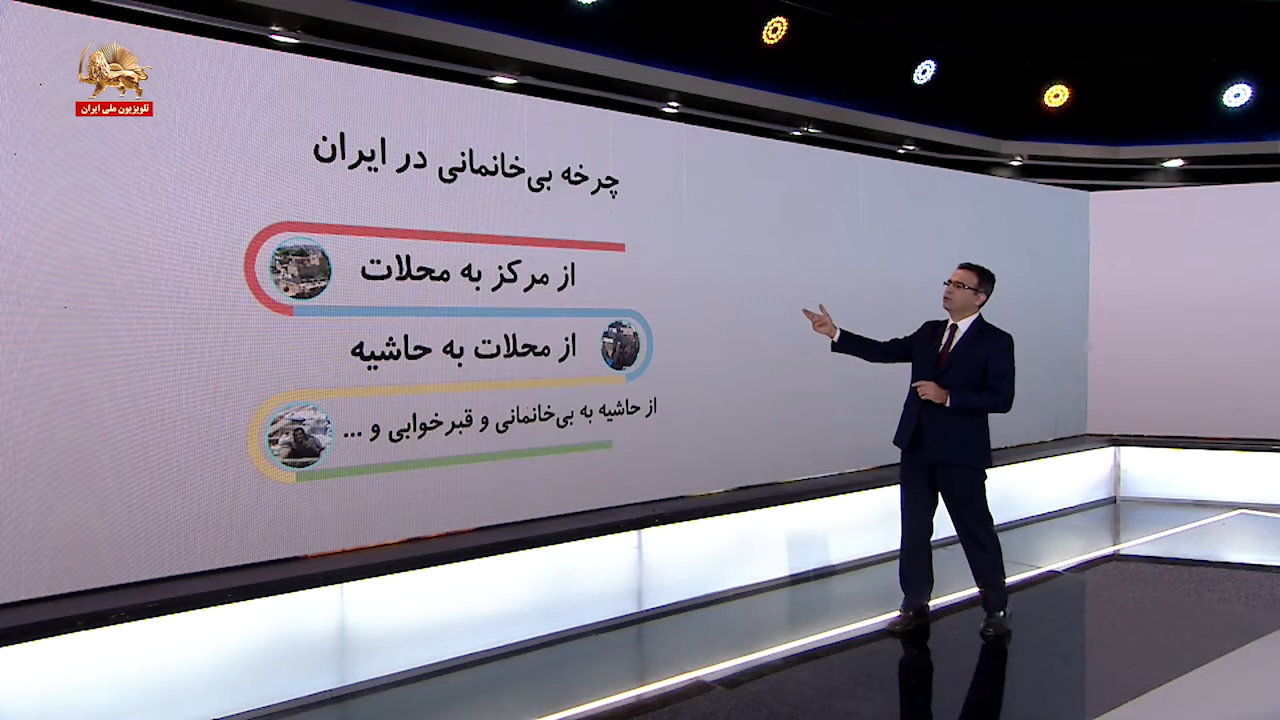 تلویزیون ملی ایران
چرخه بی‌خانمانی در ایران
از مرکز به محلات
از محلات به حاشیه
از حاشیه به بی‌خانمانی و قبرخوابی و ...